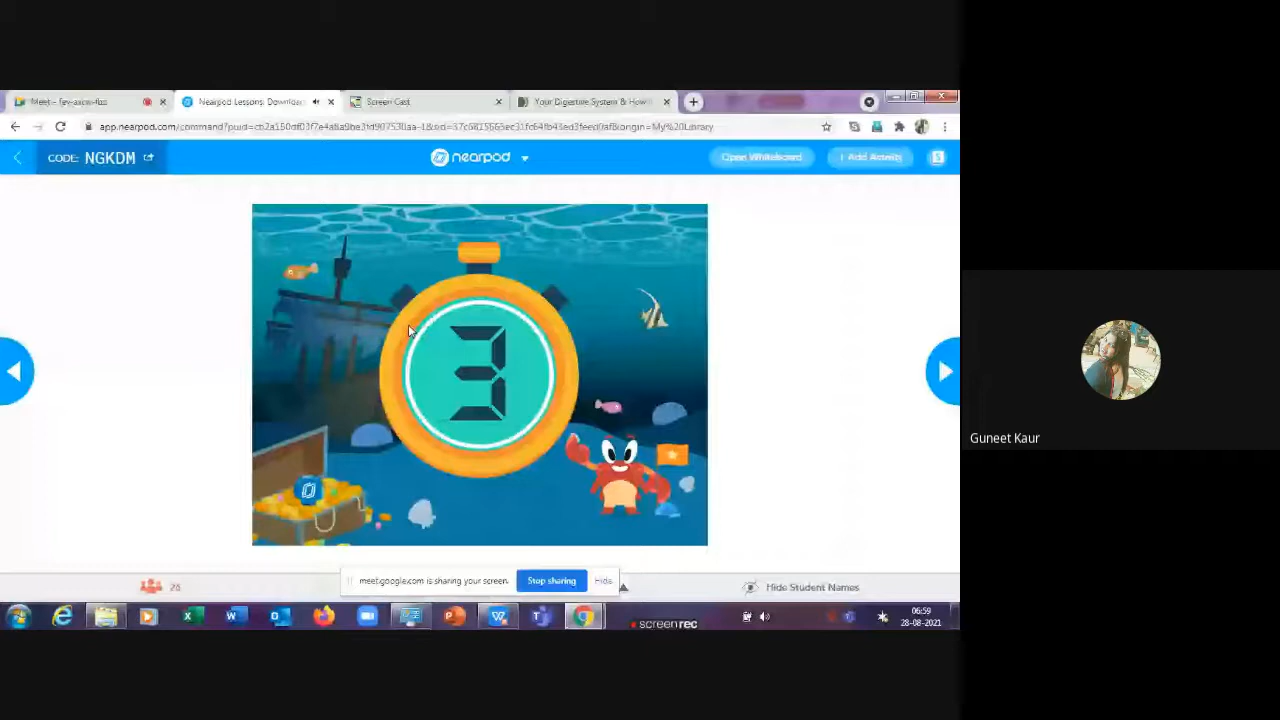 Meet -
Nearpod Lessons: Downloa
Screen Cast
Your Digestive System & How
CODE: NGKDM
nearpod
Open Whiteboard
+ Add Activity
3
Guneet Kaur
meet.google.com is sharing your screen.
Stop sharing
Hide
Hide Student Names
screenrec
06:59
28-08-2021